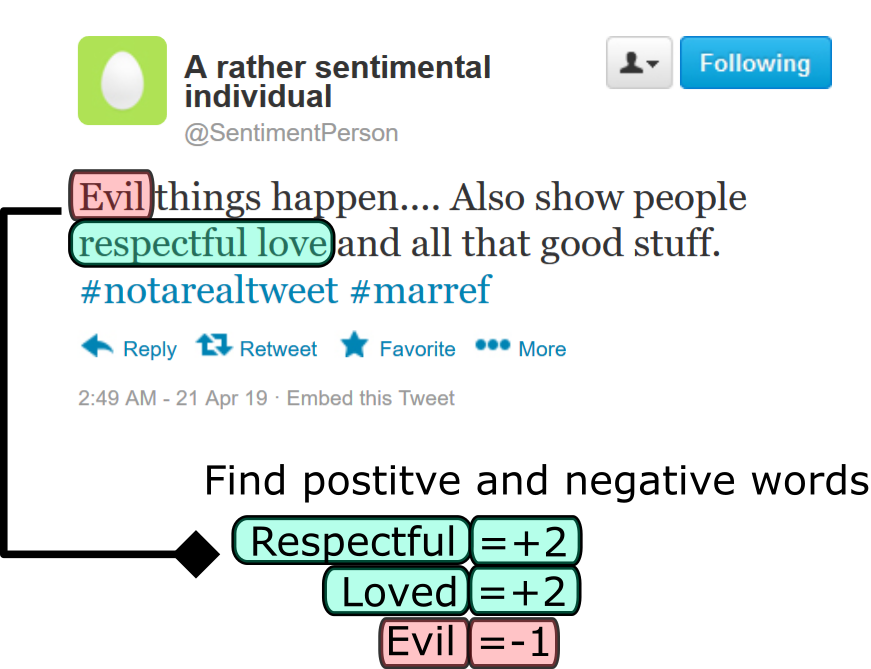 A rather sentimental
individual
@SentimentPerson
Following
Evil things happen.... Also show people
respectful love and all that good stuff.
#notarealtweet #marref
Reply Retweet Favorite More
2:49 AM - 21 Apr 19 · Embed this Tweet
Find postitve and negative words
Respectful =+2
Loved =+2
Evil =-1